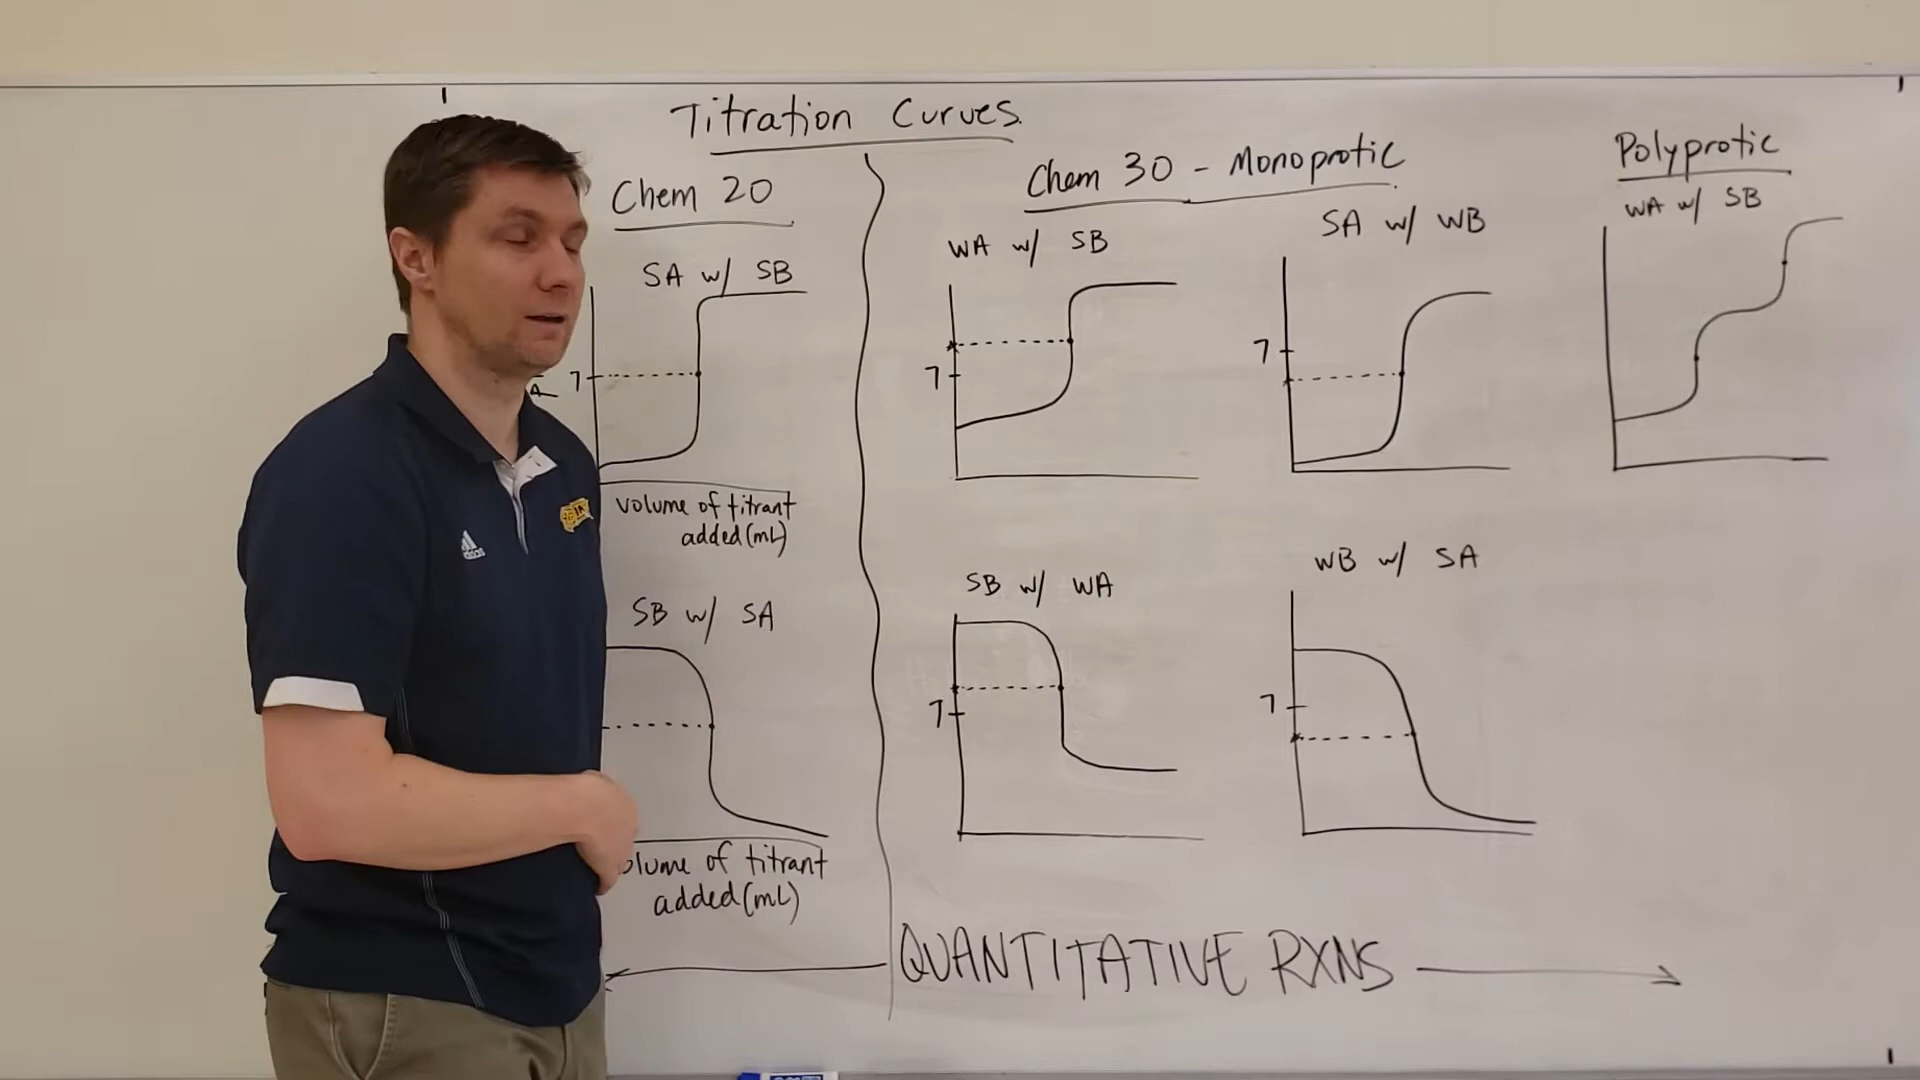 Titration Curves
Chem 20
SA w/ SB
7
volume of titrant
added (mL)
SB w/ SA
volume of titrant
added (mL)
Chem 30 - Monoprotic
WA w/ SB
7
SA w/ WB
7
SB w/ WA
7
WB w/ SA
7
Polyprotic
WA w/ SB
QUANTITATIVE RXNS
adidas